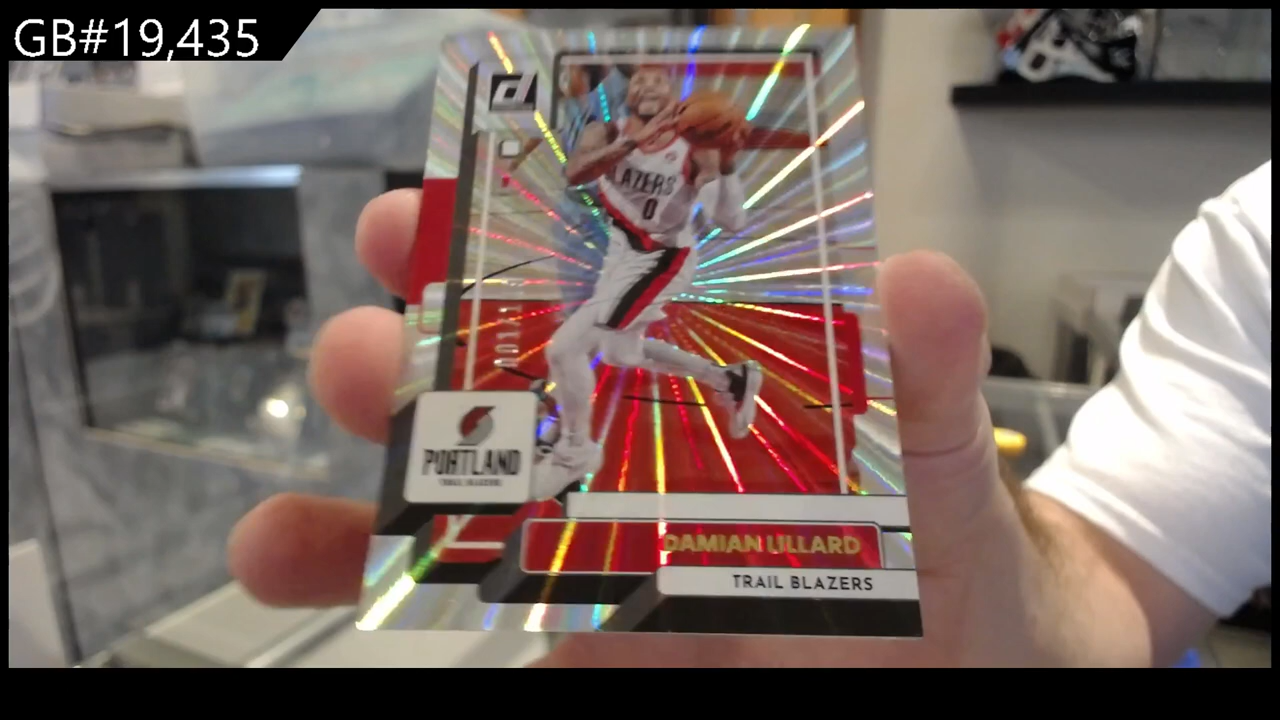 GB#19,435
BLAZERS
0
PORTLAND
TRAIL BLAZERS
DAMIAN LILLARD
TRAIL BLAZERS